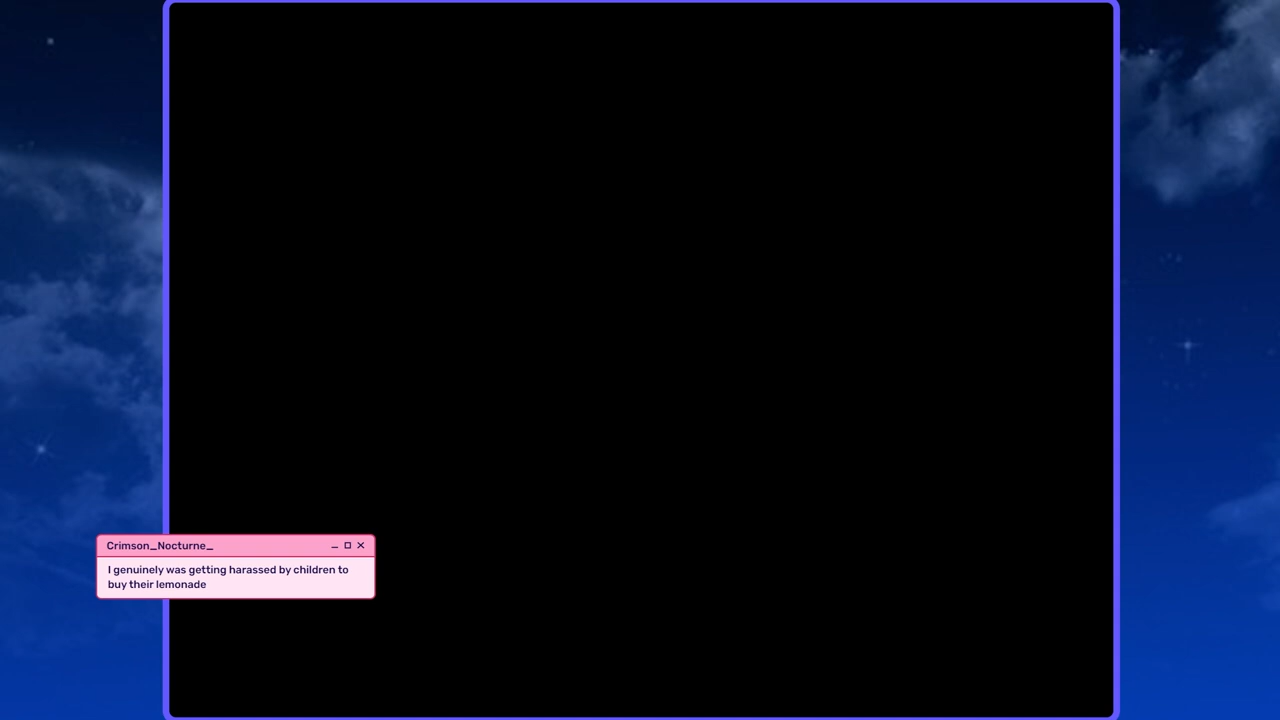 Crimson_Nocturne_
I genuinely was getting harassed by children to
buy their lemonade